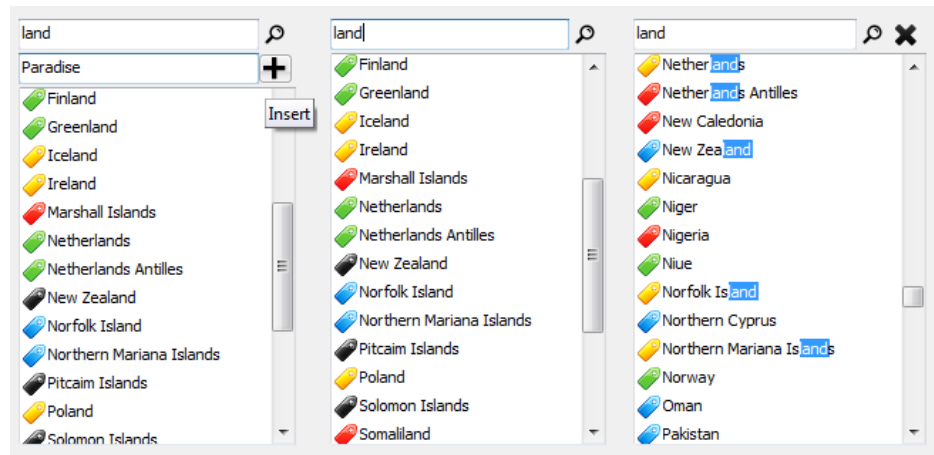 land
Paradise
Insert
Finland
Greenland
Iceland
Ireland
Marshall Islands
Netherlands
Netherlands Antilles
New Zealand
Norfolk Island
Northern Mariana Islands
Pitcairn Islands
Poland
Solomon Islands
land
Finland
Greenland
Iceland
Ireland
Marshall Islands
Netherlands
Netherlands Antilles
New Zealand
Norfolk Island
Northern Mariana Islands
Pitcairn Islands
Poland
Solomon Islands
Somaliland
land
Netherlands
Netherlands Antilles
New Caledonia
New Zealand
Nicaragua
Niger
Nigeria
Niue
Norfolk Island
Northern Cyprus
Northern Mariana Islands
Norway
Oman
Pakistan